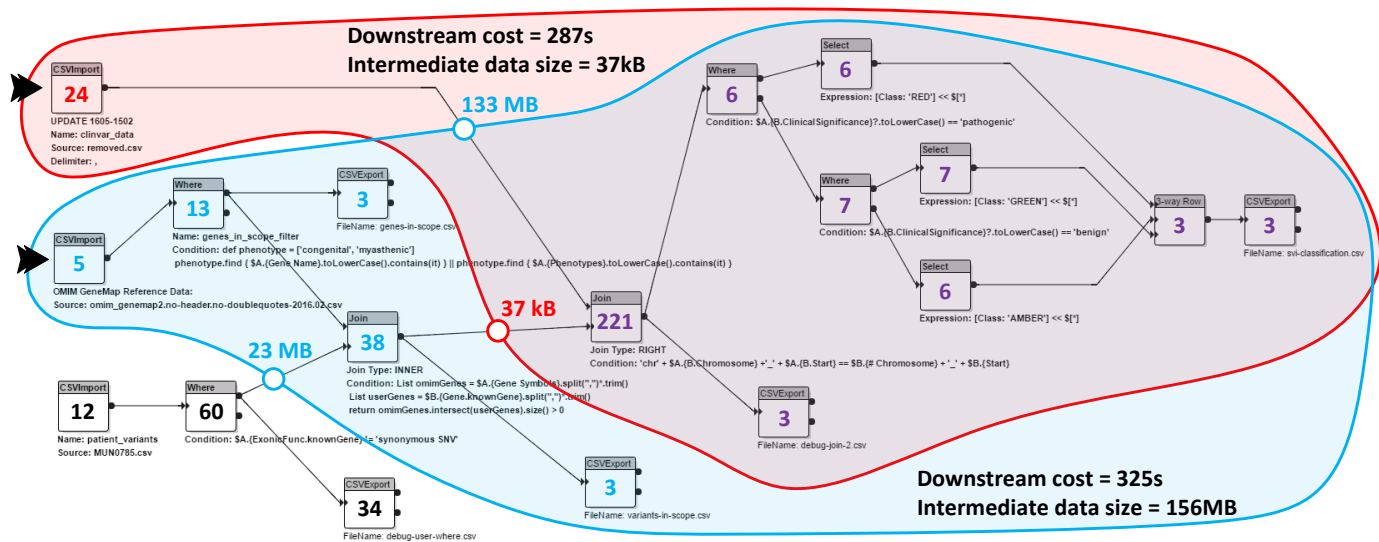 Downstream cost = 287s
Intermediate data size = 37kB
CSVImport
24
UPDATE 1605-1502
Name: clinvar_data
Source: removed.csv
Delimiter: ,
133 MB
Where
6
Condition: $A.{B.ClinicalSignificance}?.toLowerCase() == 'pathogenic'
Select
6
Expression: [Class: 'RED'] << $[*]
Where
13
Name: genes_in_scope_filter
Condition: def phenotype = ['congenital', 'myasthenic']
phenotype.find { $A.{Gene Name}.toLowerCase().contains(it) } || phenotype.find { $A.{Phenotypes}.toLowerCase().contains(it) }
CSVExport
3
FileName: genes-in-scope.csv
CSVImport
5
OMIM GeneMap Reference Data:
Source: omim_genemap2.no-header.no-doublequotes-2016.02.csv
Select
7
Expression: [Class: 'GREEN'] << $[*]
Where
7
Condition: $A.{B.ClinicalSignificance}?.toLowerCase() == 'benign'
3-way Row
3
CSVExport
3
FileName: svi-classification.csv
Select
6
Expression: [Class: 'AMBER'] << $[*]
37 kB
Join
221
Join Type: RIGHT
Condition: 'chr' + $A.{B.Chromosome} +'_' + $A.{B.Start} == $B.{# Chromosome} + '_' + $B.{Start}
23 MB
Join
38
Join Type: INNER
Condition: List omimGenes = $A.{Gene Symbols}.split(",")*.trim()
List userGenes = $B.{Gene.knownGene}.split(",")*.trim()
return omimGenes.intersect(userGenes).size() > 0
CSVImport
12
Name: patient_variants
Source: MUN0785.csv
Where
60
Condition: $A.{ExonicFunc.knownGene} != 'synonymous SNV'
CSVExport
3
FileName: debug-join-2.csv
CSVExport
3
FileName: variants-in-scope.csv
CSVExport
34
FileName: debug-user-where.csv
Downstream cost = 325s
Intermediate data size = 156MB